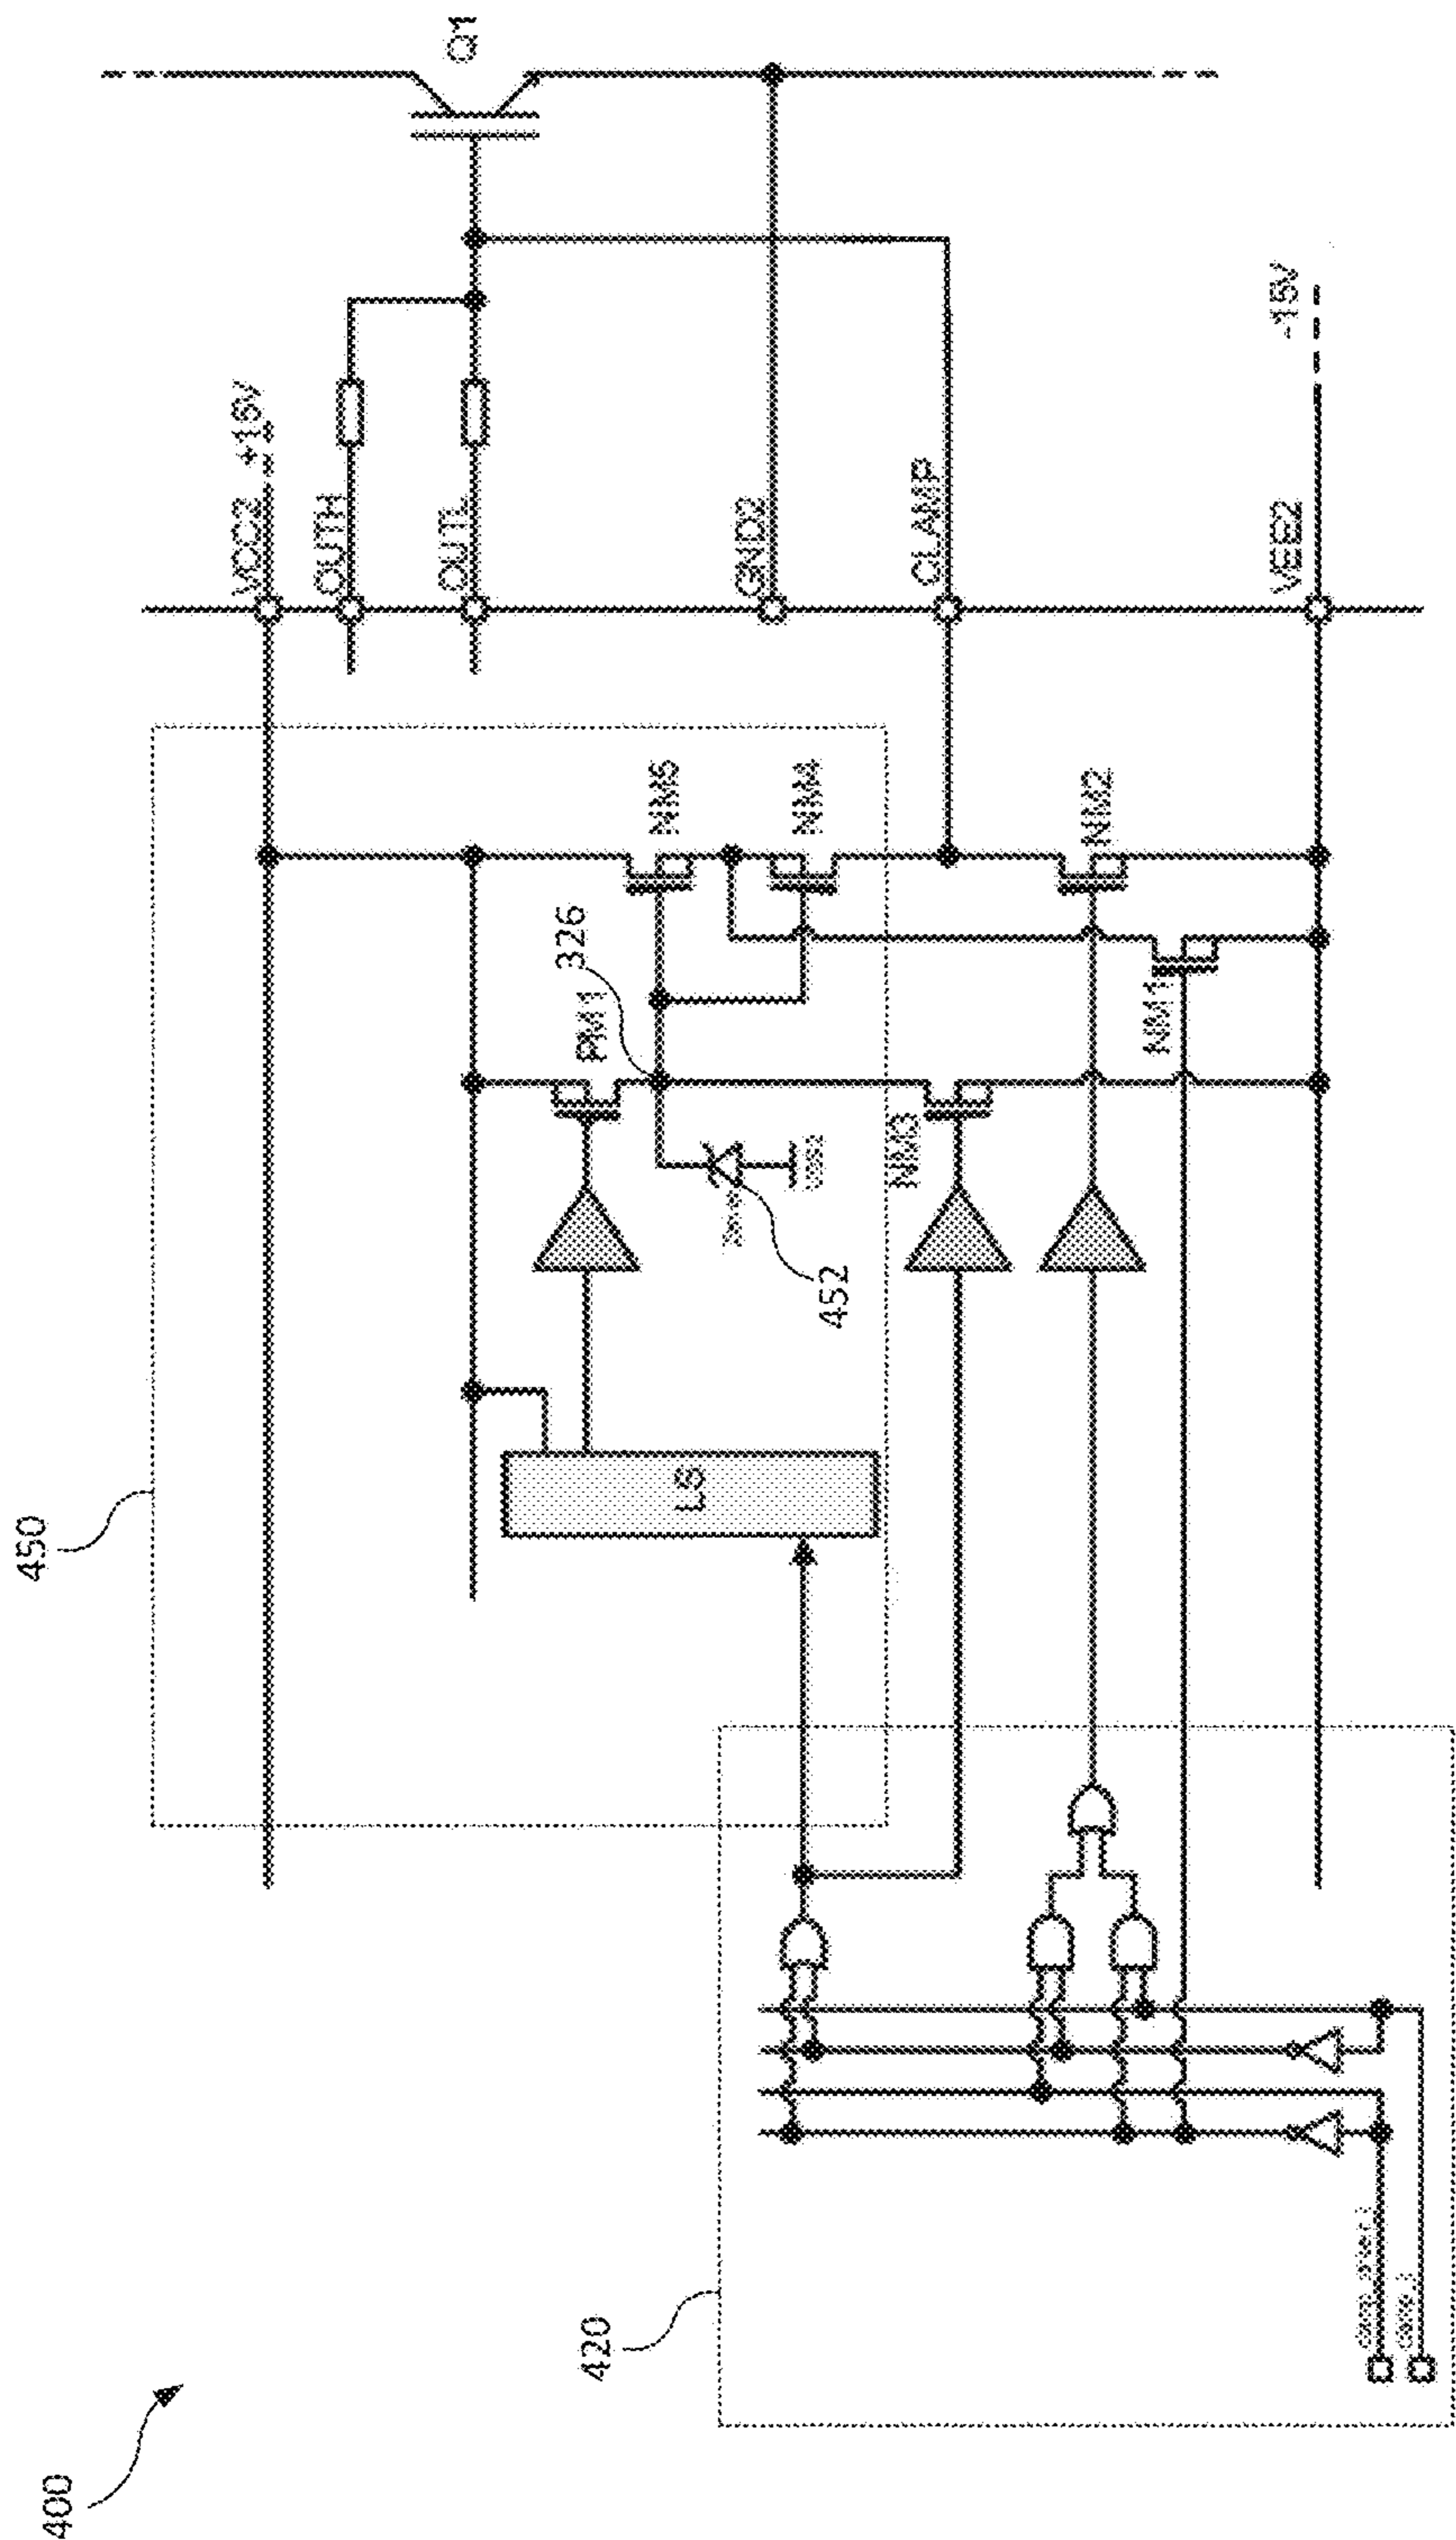 400
420
450
LS
452
326
PM1
NM3
NM5
NM4
NM2
NM1
VCC2
+15V
OUTH
OUTL
GND2
CLAMP
VEE2
-15V
Q1